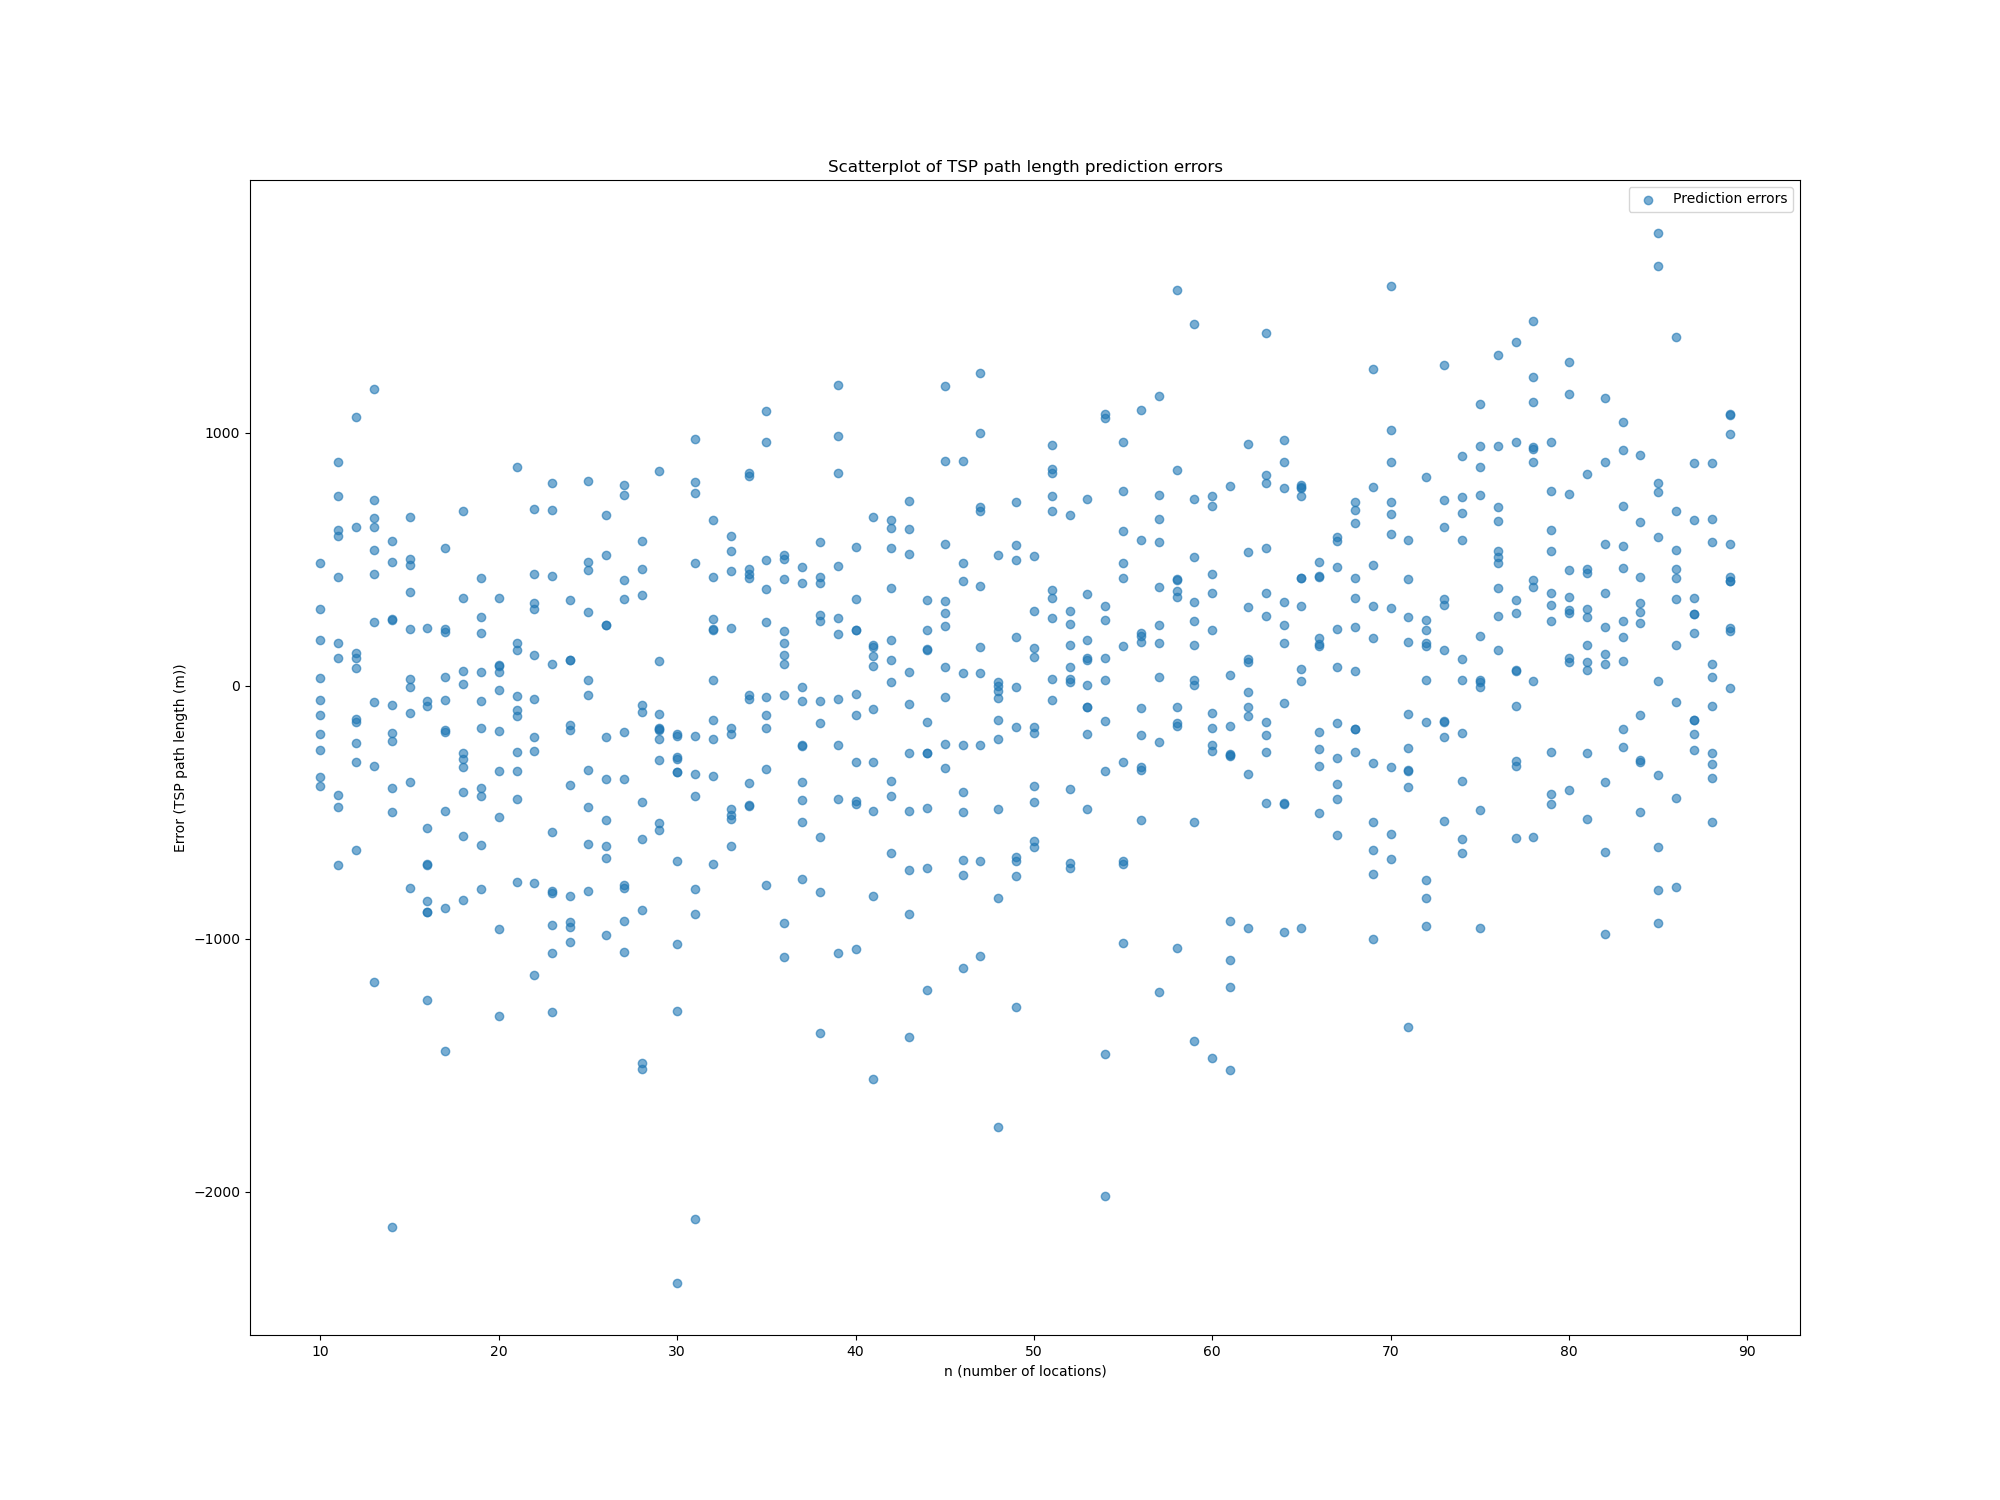 Scatterplot of TSP path length prediction errors
Prediction errors
1000
0
−1000
−2000
Error (TSP path length (m))
10 20 30 40 50 60 70 80 90
n (number of locations)